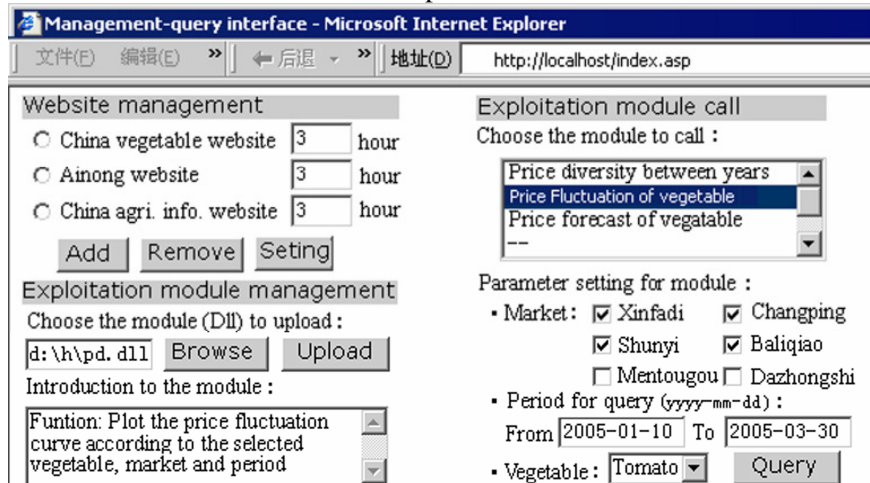 Management-query interface - Microsoft Internet Explorer
文件(F) 编辑(E) » 后退 » 地址(D) http://localhost/index.asp
Website management
China vegetable website 3 hour
Ainong website 3 hour
China agri. info. website 3 hour
Add Remove Seting
Exploitation module management
Choose the module (Dll) to upload:
d:\h\pd.dll Browse Upload
Introduction to the module:
Funtion: Plot the price fluctuation
curve according to the selected
vegetable, market and period
Exploitation module call
Choose the module to call:
Price diversity between years
Price Fluctuation of vegetable
Price forecast of vegatable
--
Parameter setting for module:
▪ Market: Xinfadi Changping
Shunyi Baliqiao
Mentougou Dazhongshi
▪ Period for query (yyyy-mm-dd):
From 2005-01-10 To 2005-03-30
▪ Vegetable: Tomato Query